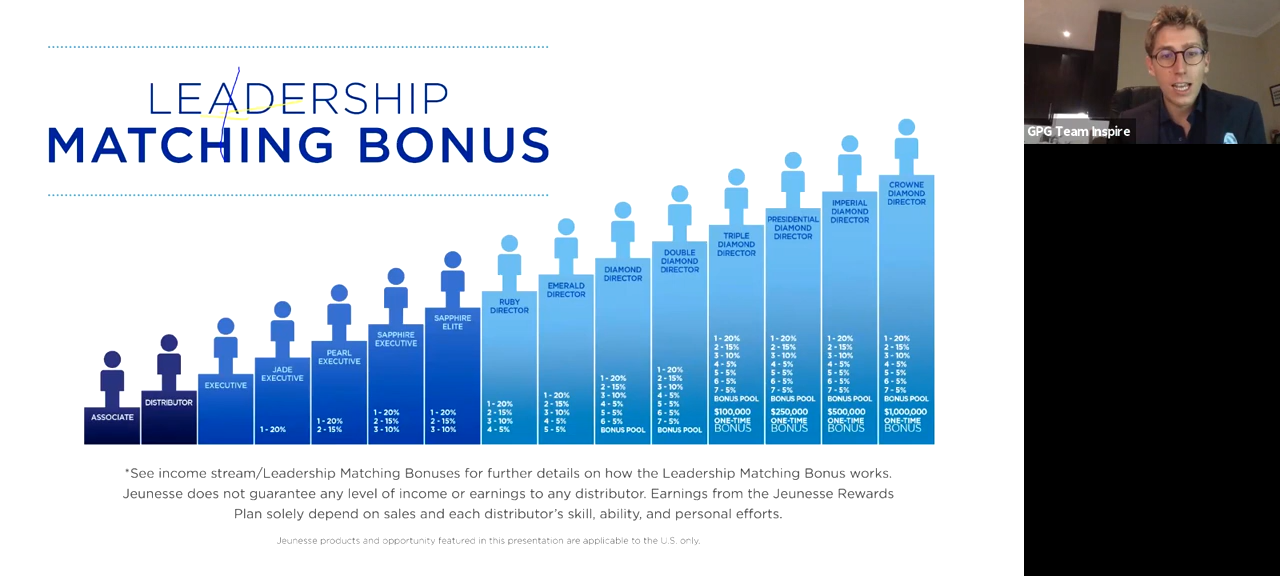 LEADERSHIP
MATCHING BONUS
GPG Team Inspire
ASSOCIATE
DISTRIBUTOR
EXECUTIVE
JADE
EXECUTIVE
1 - 20%
PEARL
EXECUTIVE
1 - 20%
2 - 15%
SAPPHIRE
EXECUTIVE
1 - 20%
2 - 15%
3 - 10%
SAPPHIRE
ELITE
1 - 20%
2 - 15%
3 - 10%
RUBY
DIRECTOR
1 - 20%
2 - 15%
3 - 10%
4 - 5%
EMERALD
DIRECTOR
1 - 20%
2 - 15%
3 - 10%
4 - 5%
5 - 5%
DIAMOND
DIRECTOR
1 - 20%
2 - 15%
3 - 10%
4 - 5%
5 - 5%
6 - 5%
BONUS POOL
DOUBLE
DIAMOND
DIRECTOR
1 - 20%
2 - 15%
3 - 10%
4 - 5%
5 - 5%
6 - 5%
7 - 5%
BONUS POOL
TRIPLE
DIAMOND
DIRECTOR
1 - 20%
2 - 15%
3 - 10%
4 - 5%
5 - 5%
6 - 5%
7 - 5%
BONUS POOL
$100,000
ONE-TIME
BONUS
PRESIDENTIAL
DIAMOND
DIRECTOR
1 - 20%
2 - 15%
3 - 10%
4 - 5%
5 - 5%
6 - 5%
7 - 5%
BONUS POOL
$250,000
ONE-TIME
BONUS
IMPERIAL
DIAMOND
DIRECTOR
1 - 20%
2 - 15%
3 - 10%
4 - 5%
5 - 5%
6 - 5%
7 - 5%
BONUS POOL
$500,000
ONE-TIME
BONUS
CROWNE
DIAMOND
DIRECTOR
1 - 20%
2 - 15%
3 - 10%
4 - 5%
5 - 5%
6 - 5%
7 - 5%
BONUS POOL
$1,000,000
ONE-TIME
BONUS
*See income stream/Leadership Matching Bonuses for further details on how the Leadership Matching Bonus works.
Jeunesse does not guarantee any level of income or earnings to any distributor. Earnings from the Jeunesse Rewards
Plan solely depend on sales and each distributor's skill, ability, and personal efforts.
Jeunesse products and opportunity featured in this presentation are applicable to the U.S. only.